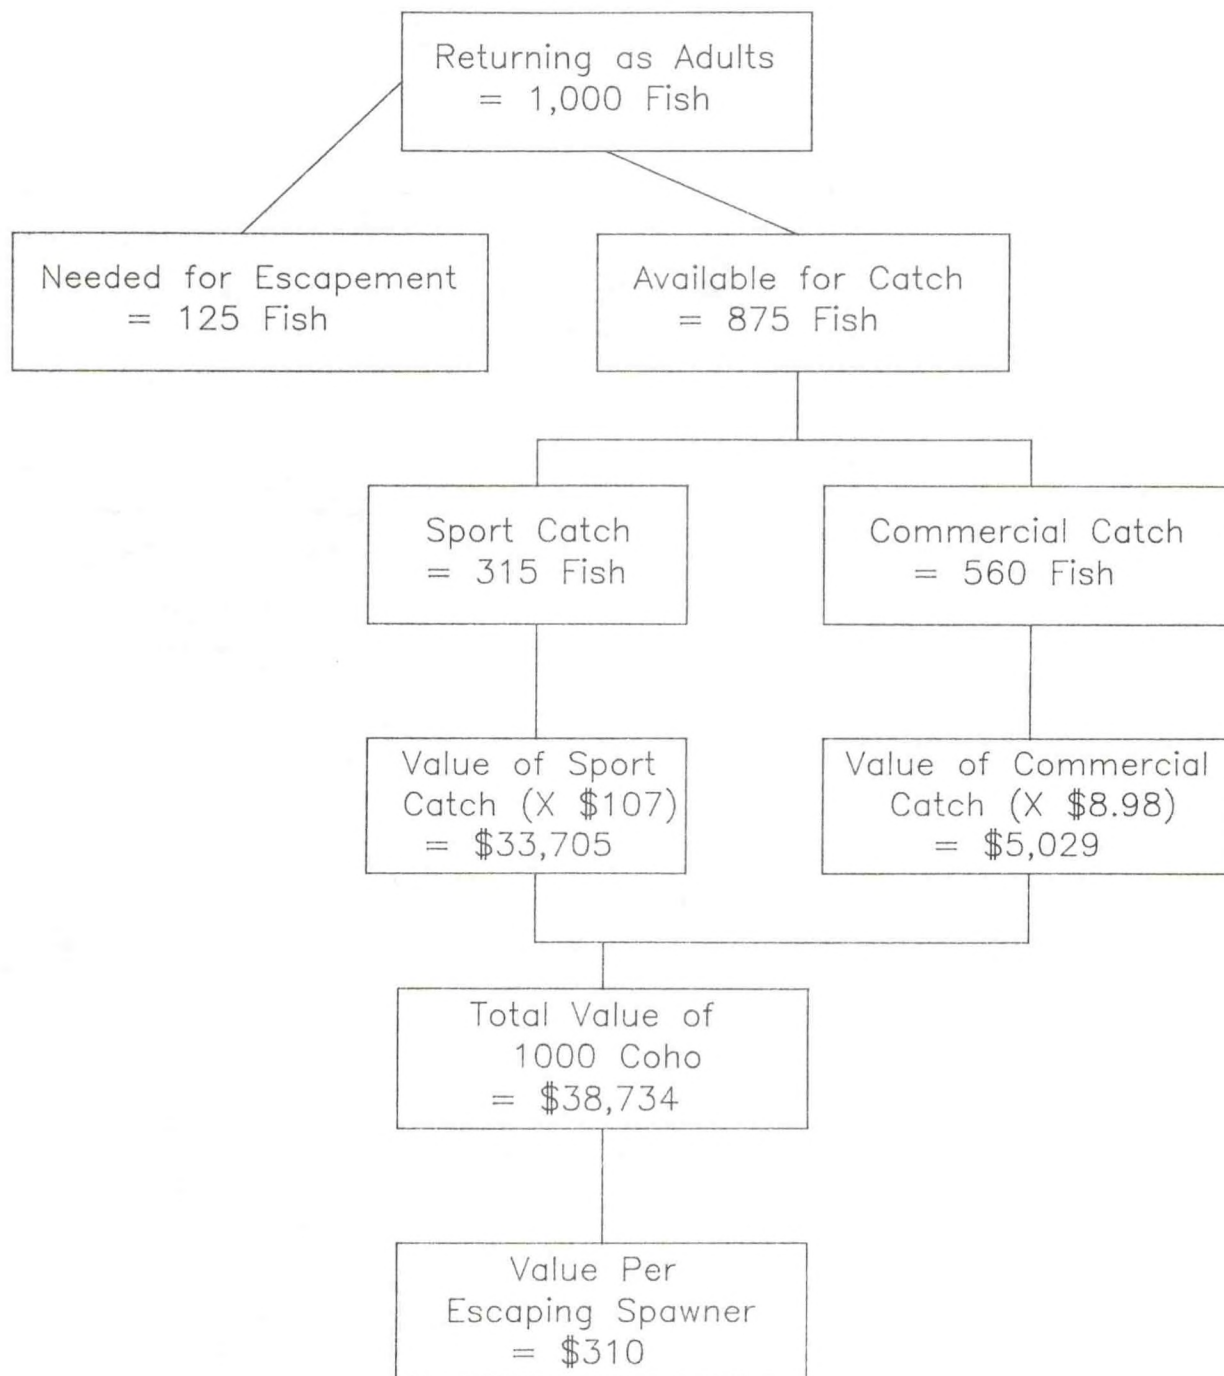 Returning as Adults
= 1,000 Fish
Needed for Escapement
= 125 Fish
Available for Catch
= 875 Fish
Sport Catch
= 315 Fish
Commercial Catch
= 560 Fish
Value of Sport
Catch (X $107)
= $33,705
Value of Commercial
Catch (X $8.98)
= $5,029
Total Value of
1000 Coho
= $38,734
Value Per
Escaping Spawner
= $310